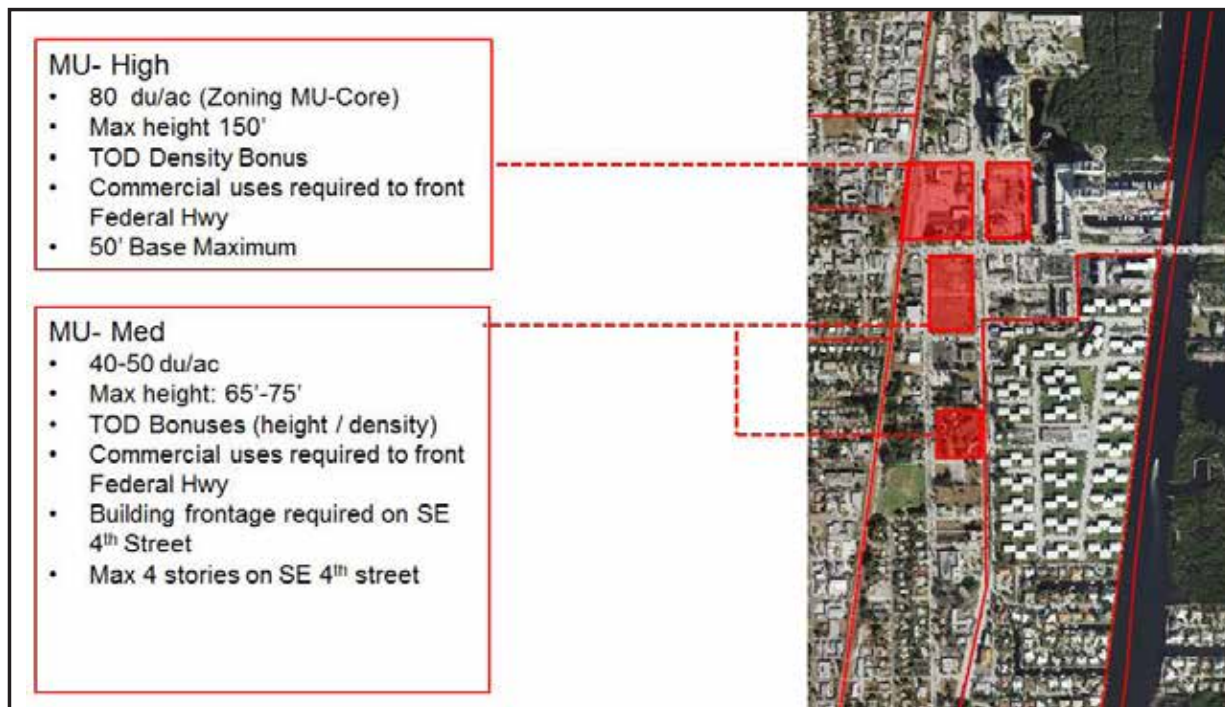 MU- High
• 80 du/ac (Zoning MU-Core)
• Max height 150’
• TOD Density Bonus
• Commercial uses required to front
Federal Hwy
• 50’ Base Maximum
MU- Med
• 40-50 du/ac
• Max height: 65’-75’
• TOD Bonuses (height / density)
• Commercial uses required to front
Federal Hwy
• Building frontage required on SE
4th Street
• Max 4 stories on SE 4th street